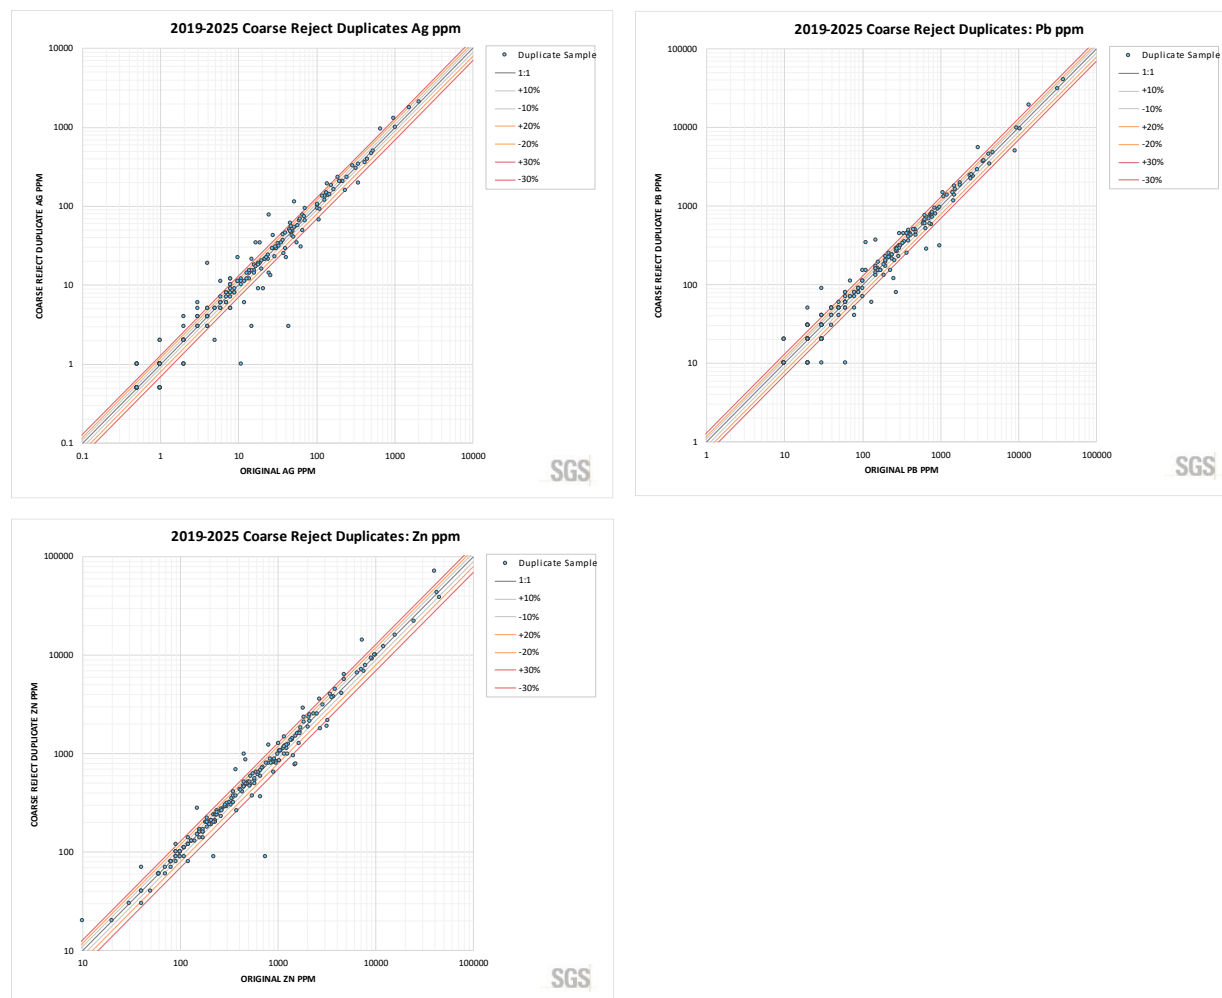 2019-2025 Coarse Reject Duplicates: Ag ppm
10000
1000
100
10
1
0.1
COARSE REJECT DUPLICATE AG PPM
0.1 1 10 100 1000 10000
ORIGINAL AG PPM
Duplicate Sample
1:1
+10%
-10%
+20%
-20%
+30%
-30%
SGS
2019-2025 Coarse Reject Duplicates: Pb ppm
100000
10000
1000
100
10
1
COARSE REJECT DUPLICATE PB PPM
1 10 100 1000 10000 100000
ORIGINAL PB PPM
Duplicate Sample
1:1
+10%
-10%
+20%
-20%
+30%
-30%
SGS
2019-2025 Coarse Reject Duplicates: Zn ppm
100000
10000
1000
100
10
COARSE REJECT DUPLICATE ZN PPM
10 100 1000 10000 100000
ORIGINAL ZN PPM
Duplicate Sample
1:1
+10%
-10%
+20%
-20%
+30%
-30%
SGS